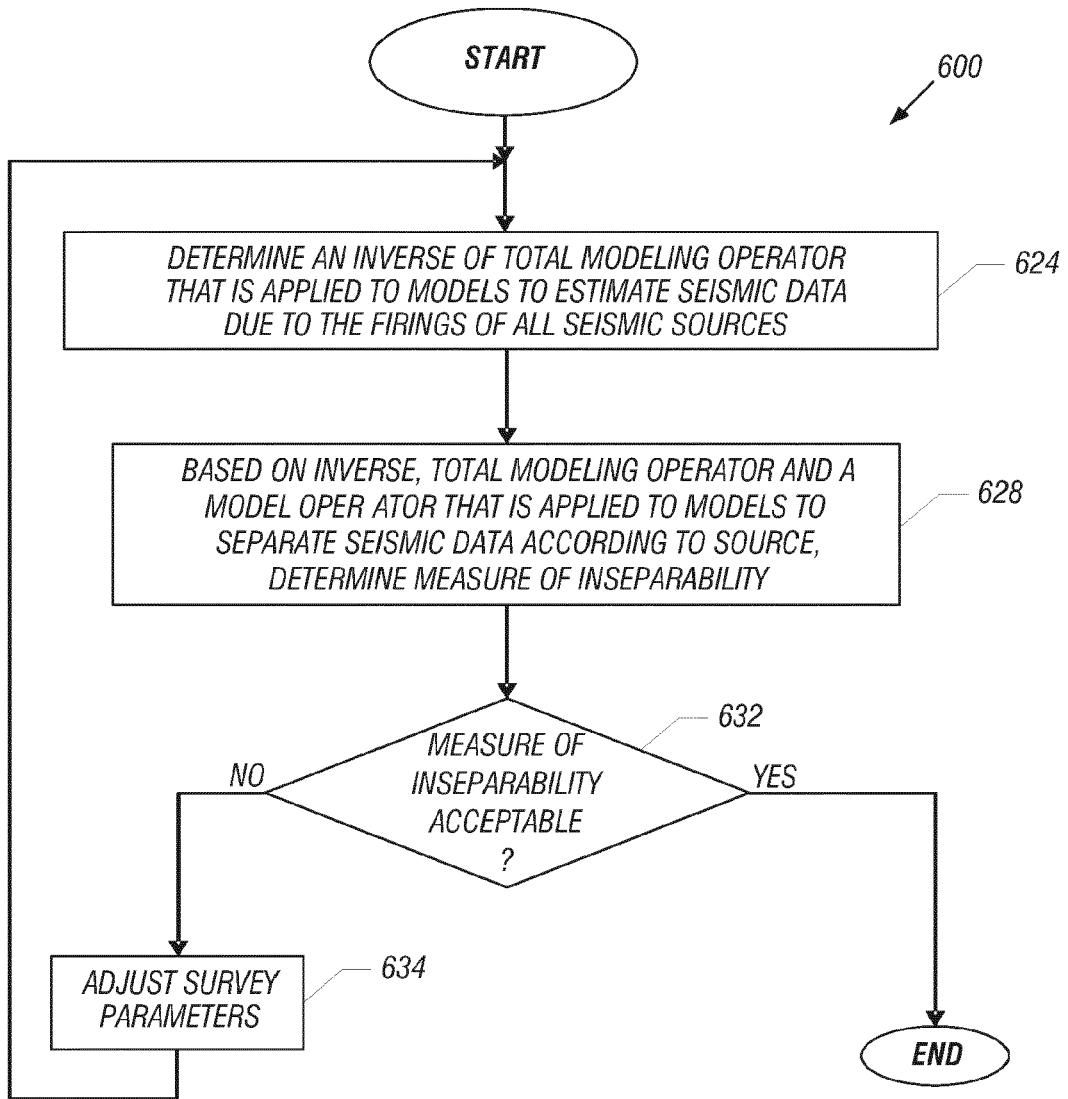 START
600
DETERMINE AN INVERSE OF TOTAL MODELING OPERATOR
THAT IS APPLIED TO MODELS TO ESTIMATE SEISMIC DATA
DUE TO THE FIRINGS OF ALL SEISMIC SOURCES
624
BASED ON INVERSE, TOTAL MODELING OPERATOR AND A
MODEL OPER ATOR THAT IS APPLIED TO MODELS TO
SEPARATE SEISMIC DATA ACCORDING TO SOURCE,
DETERMINE MEASURE OF INSEPARABILITY
628
632
MEASURE OF
INSEPARABILITY
ACCEPTABLE
?
NO
YES
ADJUST SURVEY
PARAMETERS
634
END